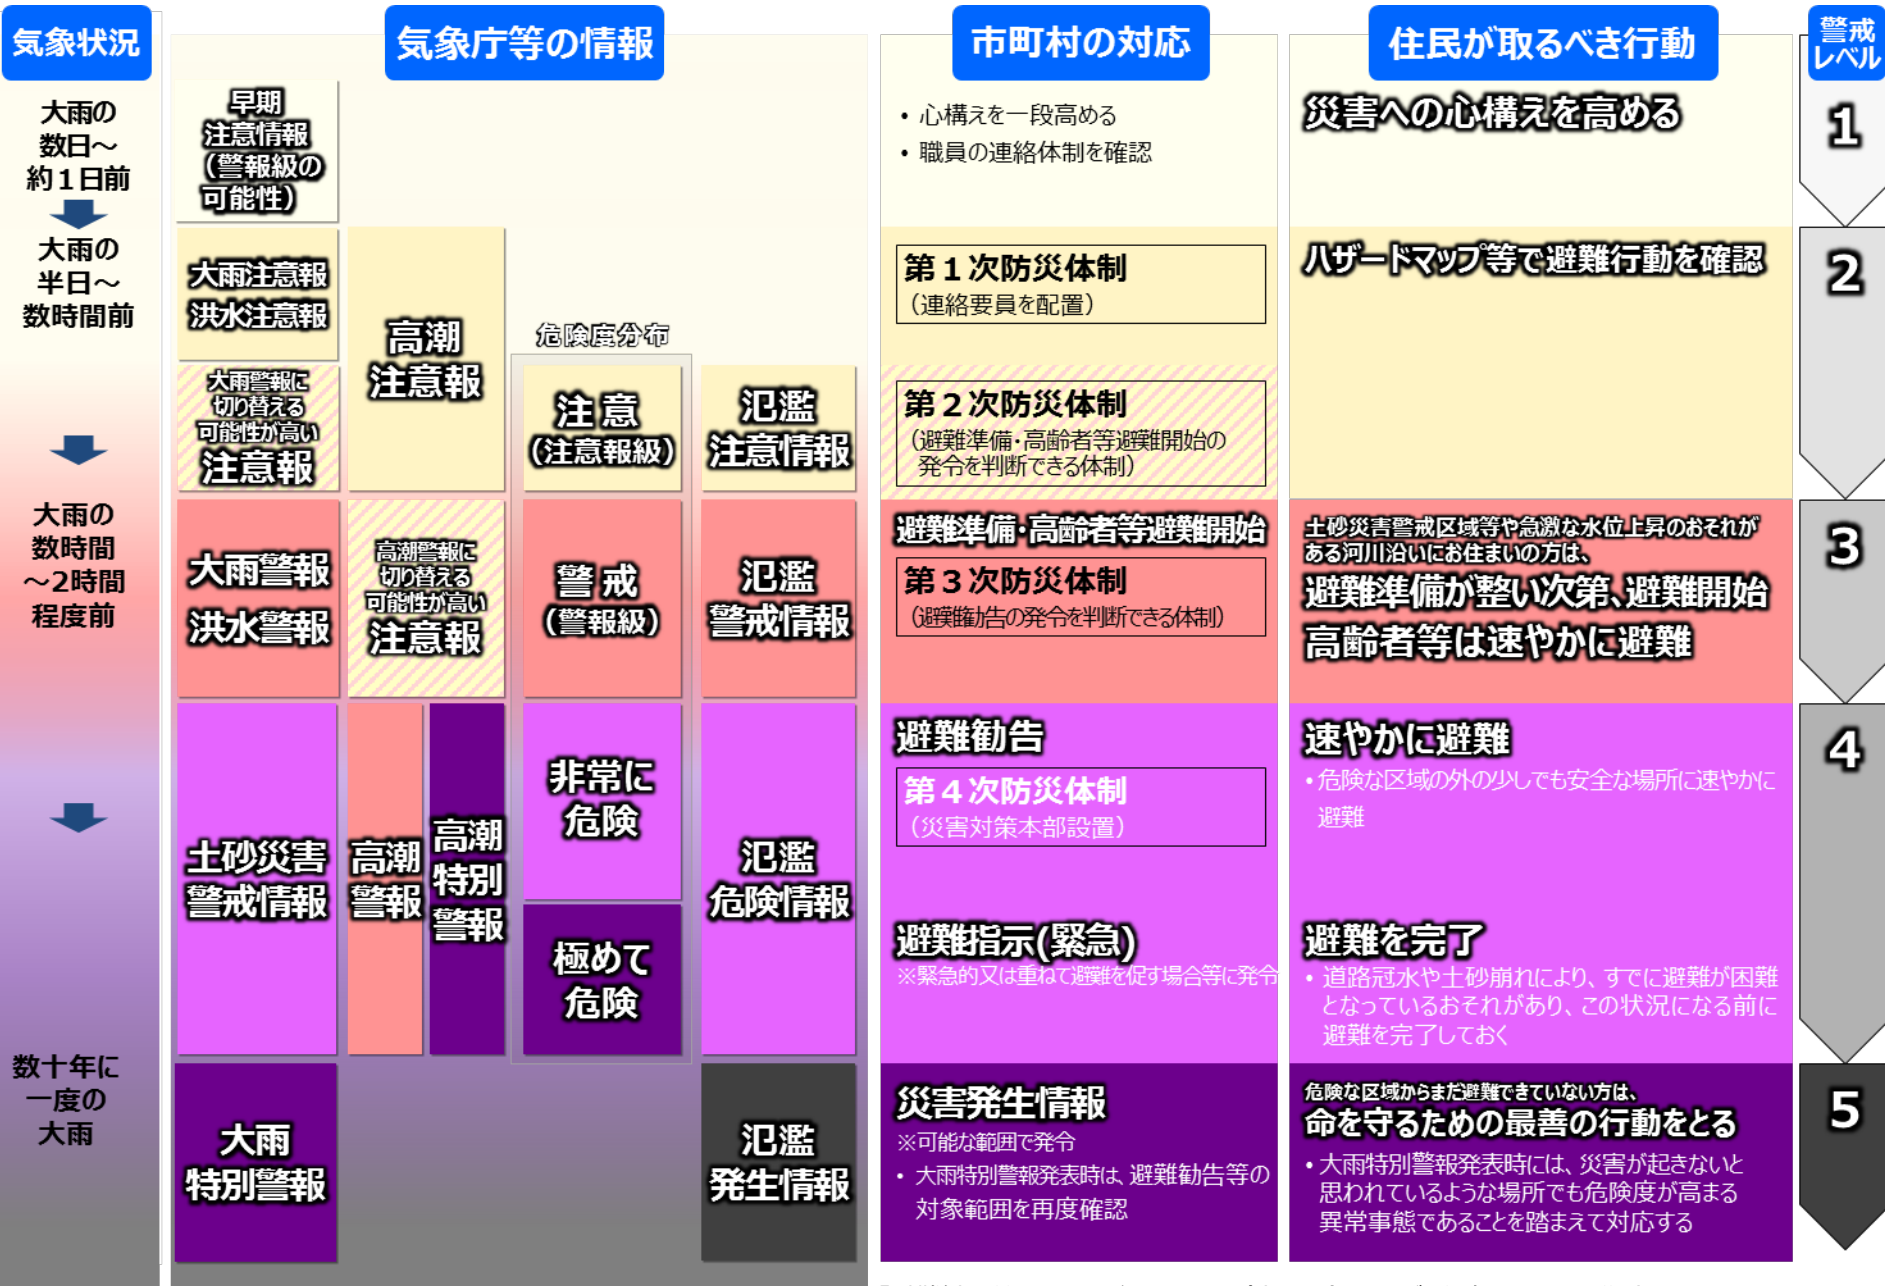 気象状況
気象庁等の情報
市町村の対応
住民が取るべき行動
警戒
レベル
大雨の
数日～
約１日前
早期
注意情報
（警報級の
可能性）
• 心構えを一段高める
• 職員の連絡体制を確認
災害への心構えを高める
1
大雨の
半日～
数時間前
大雨注意報
洪水注意報
高潮
注意報
危険度分布
第１次防災体制
（連絡要員を配置）
ハザードマップ等で避難行動を確認
2
大雨警報に
切り替える
可能性が高い
注意報
注意
（注意報級）
氾濫
注意情報
第２次防災体制
（避難準備・高齢者等避難開始の
発令を判断できる体制）
大雨の
数時間
～2時間
程度前
大雨警報
洪水警報
高潮警報に
切り替える
可能性が高い
注意報
警戒
（警報級）
氾濫
警戒情報
避難準備・高齢者等避難開始
第３次防災体制
（避難勧告の発令を判断できる体制）
土砂災害警戒区域等や急激な水位上昇のおそれが
ある河川沿いにお住まいの方は、
避難準備が整い次第、避難開始
高齢者等は速やかに避難
3
土砂災害
警戒情報
高潮
警報
高潮
特別
警報
非常に
危険
極めて
危険
氾濫
危険情報
避難勧告
第４次防災体制
（災害対策本部設置）
避難指示(緊急)
※緊急的又は重ねて避難を促す場合等に発令
速やかに避難
• 危険な区域の外の少しでも安全な場所に速やかに
避難
避難を完了
• 道路冠水や土砂崩れにより、すでに避難が困難
となっているおそれがあり、この状況になる前に
避難を完了しておく
4
数十年に
一度の
大雨
大雨
特別警報
氾濫
発生情報
災害発生情報
※可能な範囲で発令
• 大雨特別警報発表時は、避難勧告等の
対象範囲を再度確認
危険な区域からまだ避難できていない方は、
命を守るための最善の行動をとる
• 大雨特別警報発表時には、災害が起きないと
思われているような場所でも危険度が高まる
異常事態であることを踏まえて対応する
5